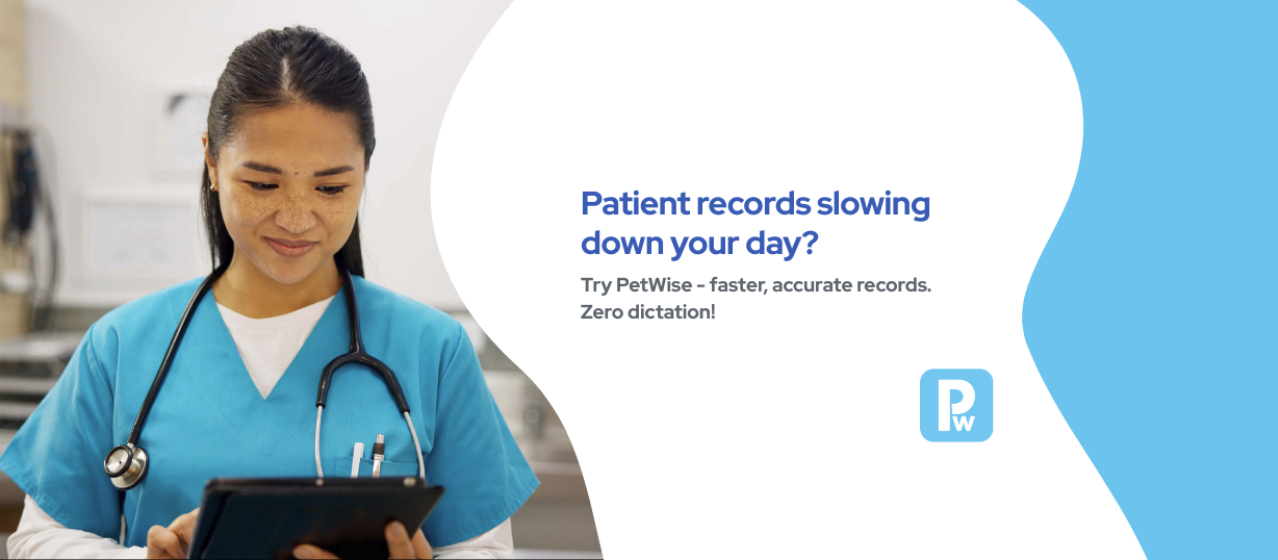 Patient records slowing
down your day?
Try PetWise - faster, accurate records.
Zero dictation!
Pw